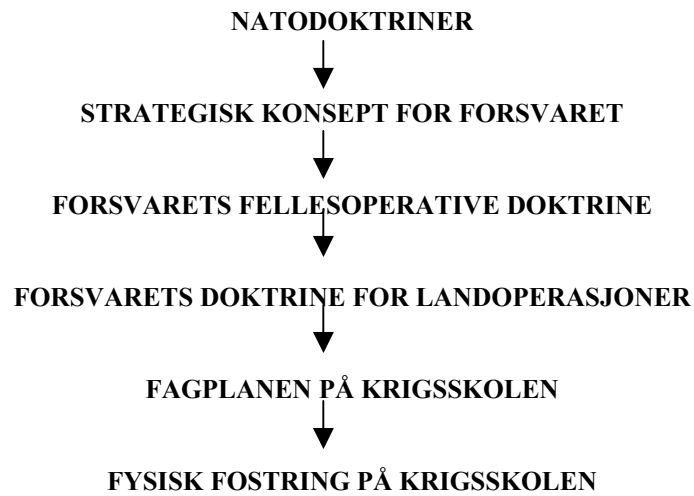 NATODOKTRINER
STRATEGISK KONSEPT FOR FORSVARET
FORSVARETS FELLESOPERATIVE DOKTRINE
FORSVARETS DOKTRINE FOR LANDOPERASJONER
FAGPLANEN PÅ KRIGSSKOLEN
FYSISK FOSTRING PÅ KRIGSSKOLEN